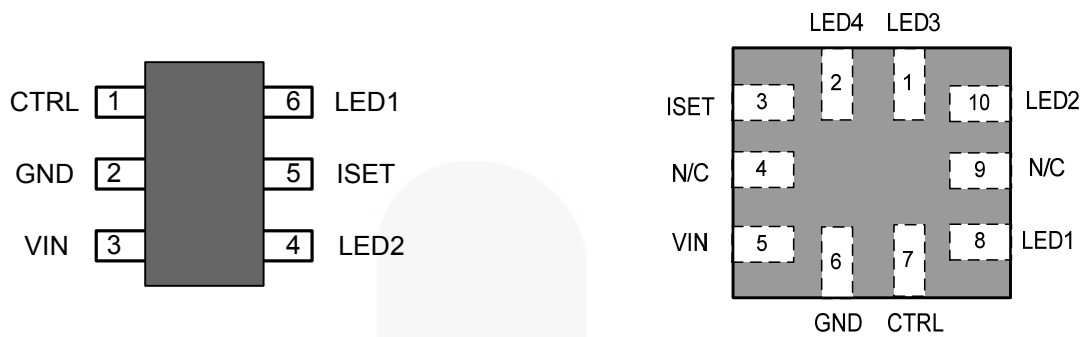 CTRL 1 6 LED1
GND 2 5 ISET
VIN 3 4 LED2
LED4 LED3
2 1
ISET 3 10 LED2
N/C 4 9 N/C
VIN 5 8 LED1
6 7
GND CTRL